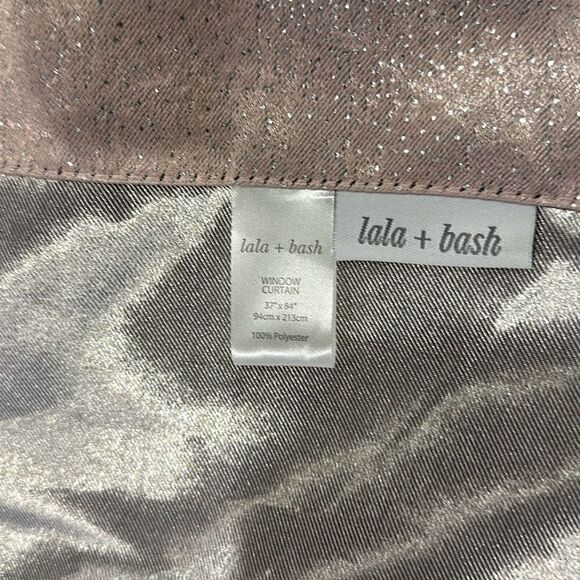 lala + bash
WINDOW
CURTAIN
37" x 84"
94cm x 213cm
100% Polyester
lala + bash